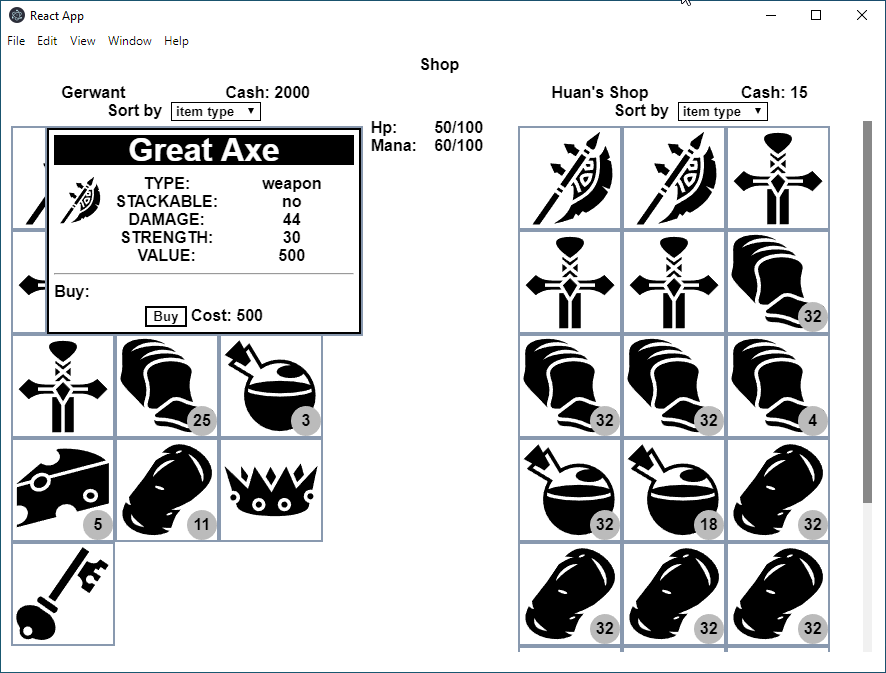 React App
File Edit View Window Help
Shop
Gerwant Cash: 2000
Sort by item type
Huan's Shop Cash: 15
Sort by item type
Great Axe
TYPE: weapon
STACKABLE: no
DAMAGE: 44
STRENGTH: 30
VALUE: 500
Buy:
Buy Cost: 500
Hp: 50/100
Mana: 60/100
25 3
5 11
32
32 32 4
32 18 32
32 32 32